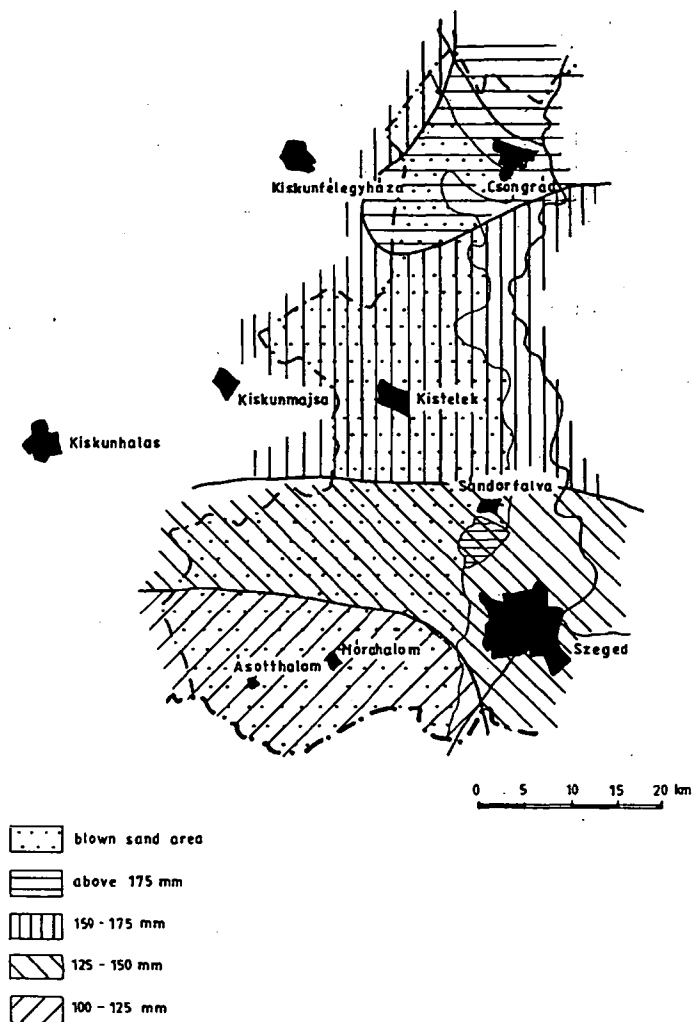 Kiskunfélegyháza
Csongrád
Kiskunmajsa
Kistelek
Kiskunhalas
Sándorfalva
Mórahalom
Ásotthalom
Szeged
0 5 10 15 20 km
blown sand area
above 175 mm
150 - 175 mm
125 - 150 mm
100 - 125 mm